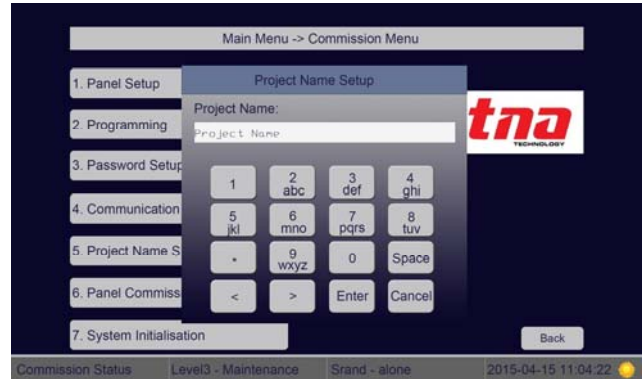 Main Menu -> Commission Menu
1. Panel Setup
Project Name Setup
Project Name:
Project Name
2. Programming
tna
TECHNOLOGY
3. Password Setup
1
2
abc
3
def
4
ghi
4. Communication
5
jkl
6
mno
7
pqrs
8
tuv
5. Project Name S
*
9
wxyz
0
Space
6. Panel Commiss
<
>
Enter
Cancel
7. System Initialisation
Back
Commission Status Level3 - Maintenance Srand - alone 2015-04-15 11:04:22